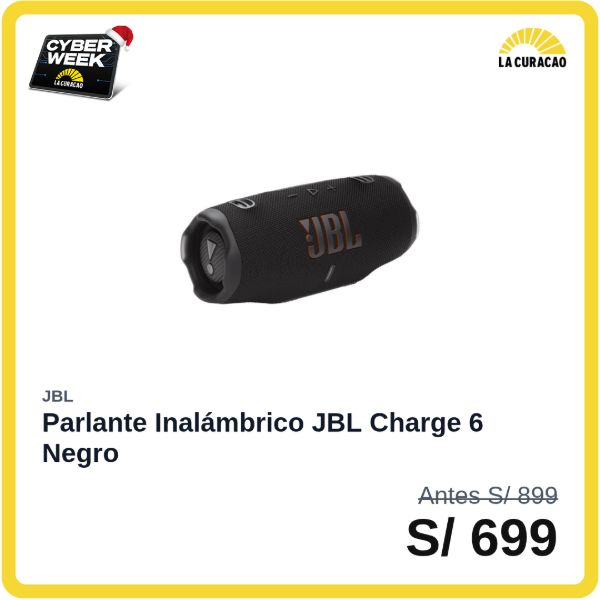 CYBER
WEEK
LA CURACAO
LA CURACAO
JBL
JBL
Parlante Inalámbrico JBL Charge 6
Negro
Antes S/ 899
S/ 699